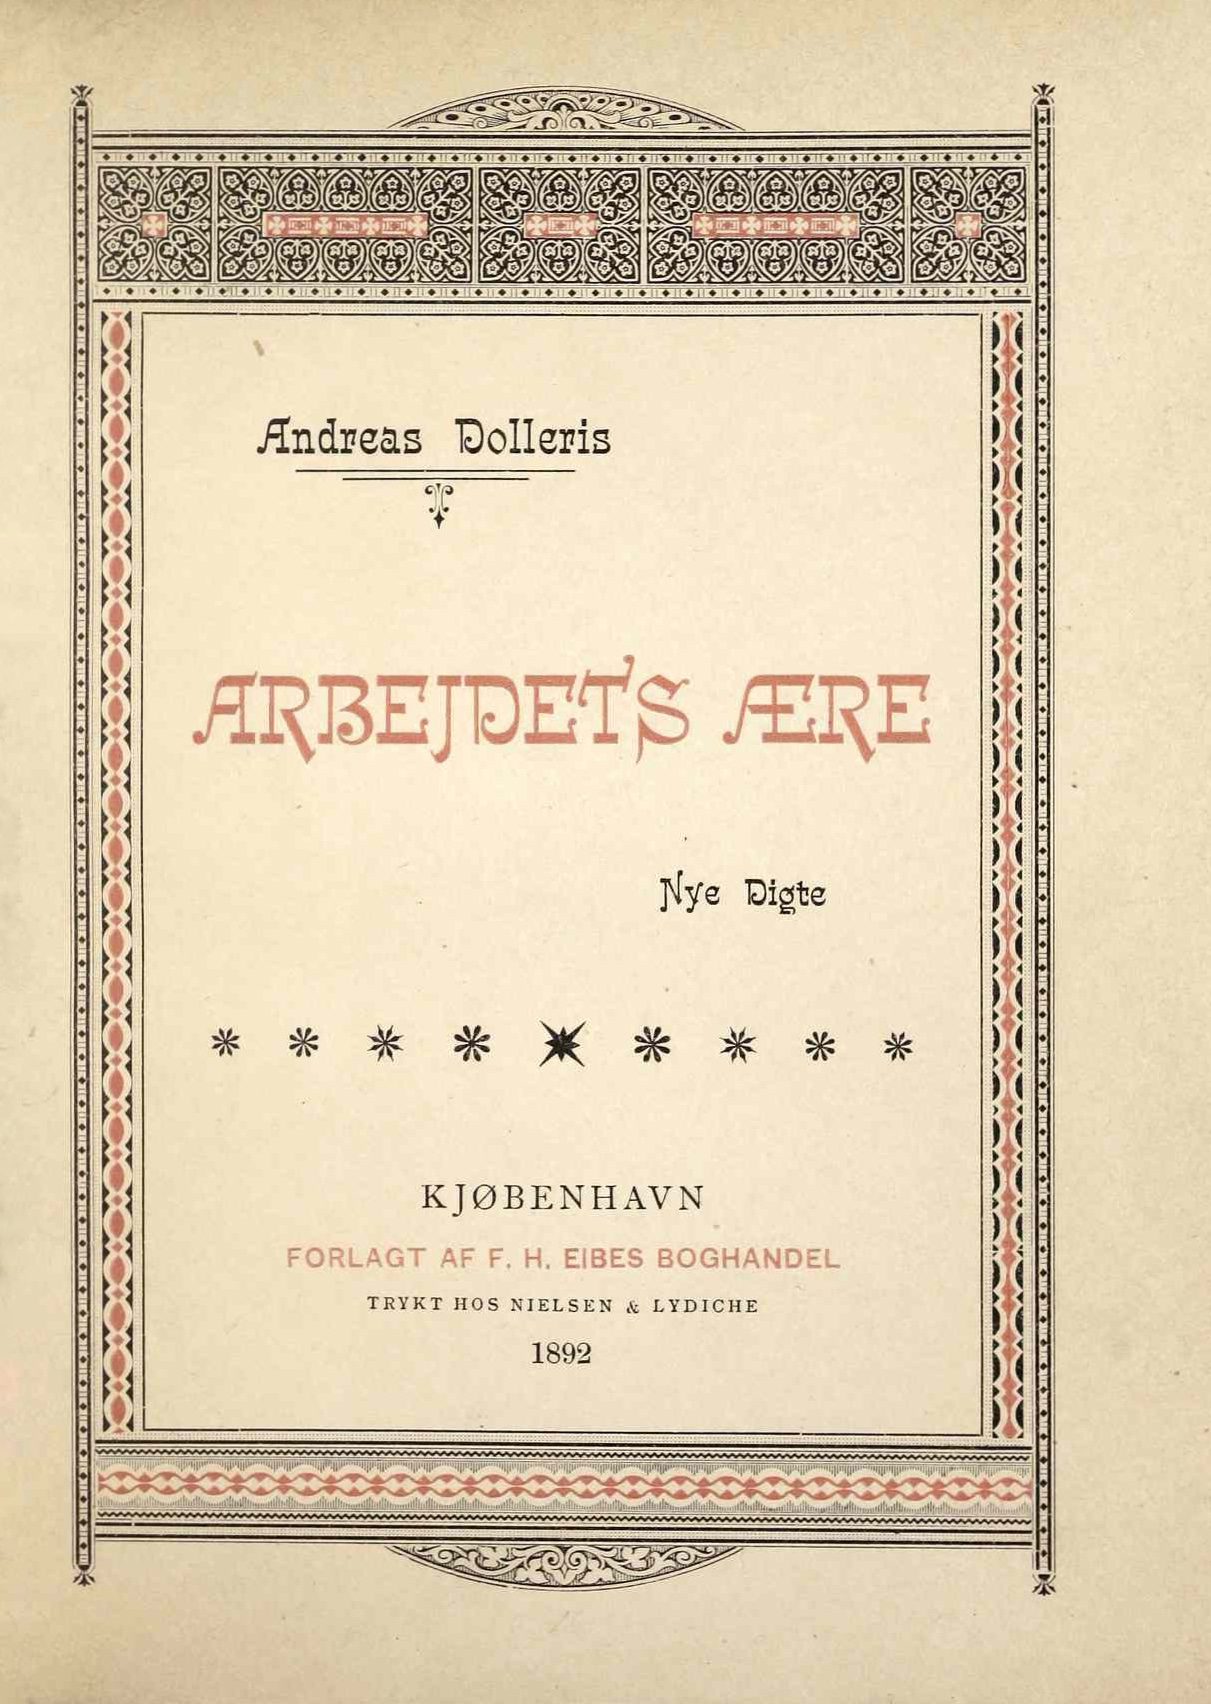 Andreas Dolleris
ARBEJDETS ÆRE
Nye Digte
KJØBENHAVN
FORLAGT AF F. H. EIBES BOGHANDEL
TRYKT HOS NIELSEN & LYDICHE
1892